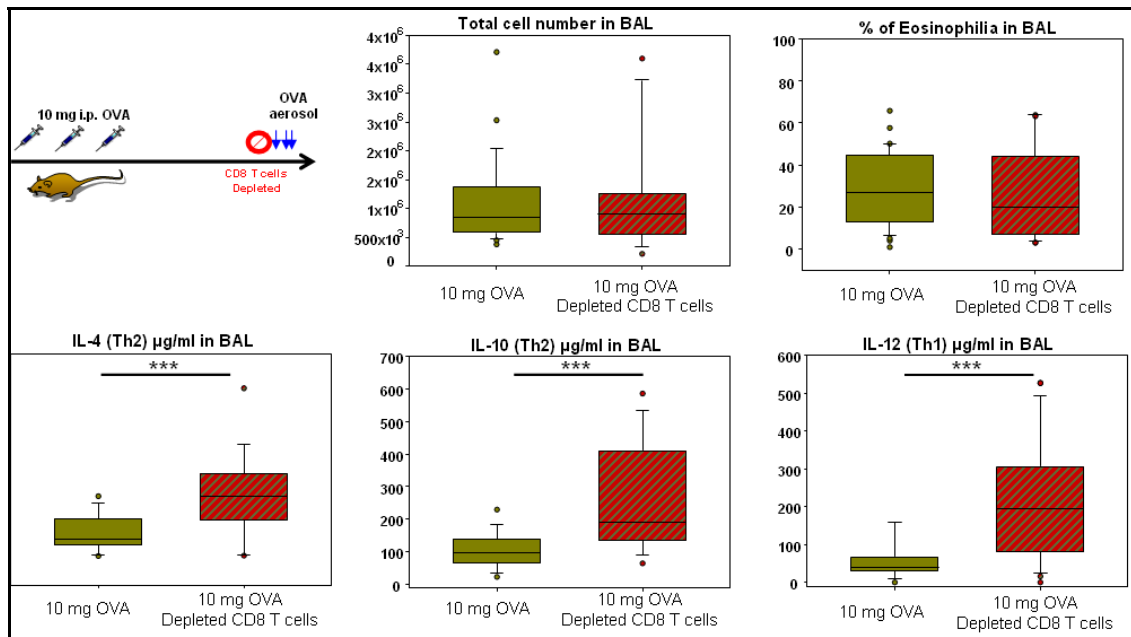 10 mg i.p. OVA
OVA
aerosol
CD8 T cells
Depleted
Total cell number in BAL
4x10⁶
4x10⁶
3x10⁶
3x10⁶
2x10⁶
2x10⁶
1x10⁶
500x10³
0
10 mg OVA
10 mg OVA
Depleted CD8 T cells
% of Eosinophilia in BAL
100
80
60
40
20
0
10 mg OVA
10 mg OVA
Depleted CD8 T cells
IL-4 (Th2) µg/ml in BAL
***
10 mg OVA
10 mg OVA
Depleted CD8 T cells
IL-10 (Th2) µg/ml in BAL
***
700
600
500
400
300
200
100
0
10 mg OVA
10 mg OVA
Depleted CD8 T cells
IL-12 (Th1) µg/ml in BAL
***
600
500
400
300
200
100
0
10 mg OVA
10 mg OVA
Depleted CD8 T cells